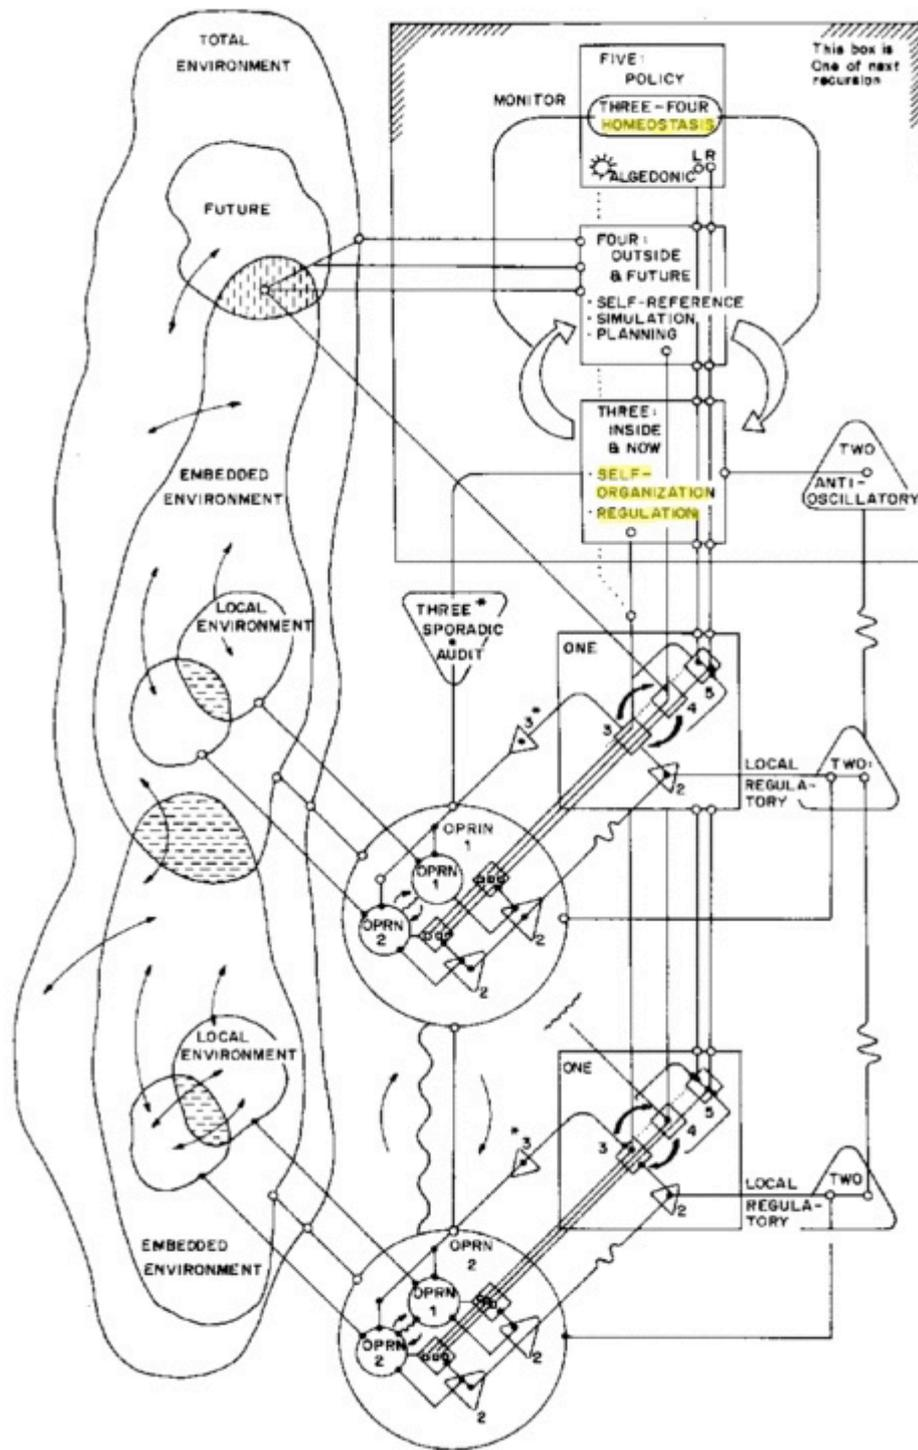 TOTAL
ENVIRONMENT
This box is
One of next
recursion
FIVE:
POLICY
MONITOR
THREE-FOUR
HOMEOSTASIS
L R
ALGEDONIC
FUTURE
FOUR:
OUTSIDE
& FUTURE
· SELF-REFERENCE
· SIMULATION
· PLANNING
THREE:
INSIDE
& NOW
· SELF-
ORGANIZATION
· REGULATION
TWO
ANTI-
OSCILLATORY
EMBEDDED
ENVIRONMENT
LOCAL
ENVIRONMENT
THREE*
SPORADIC
AUDIT
ONE
5
4
3
3*
2
LOCAL
REGULA-
TORY
TWO:
OPRIN
1
OPRN
1
OPRN
2
2
2
LOCAL
ENVIRONMENT
ONE
5
4
3
*3
2
LOCAL
REGULA-
TORY
TWO
EMBEDDED
ENVIRONMENT
OPRN
2
OPRN
1
OPRN
2
2
2